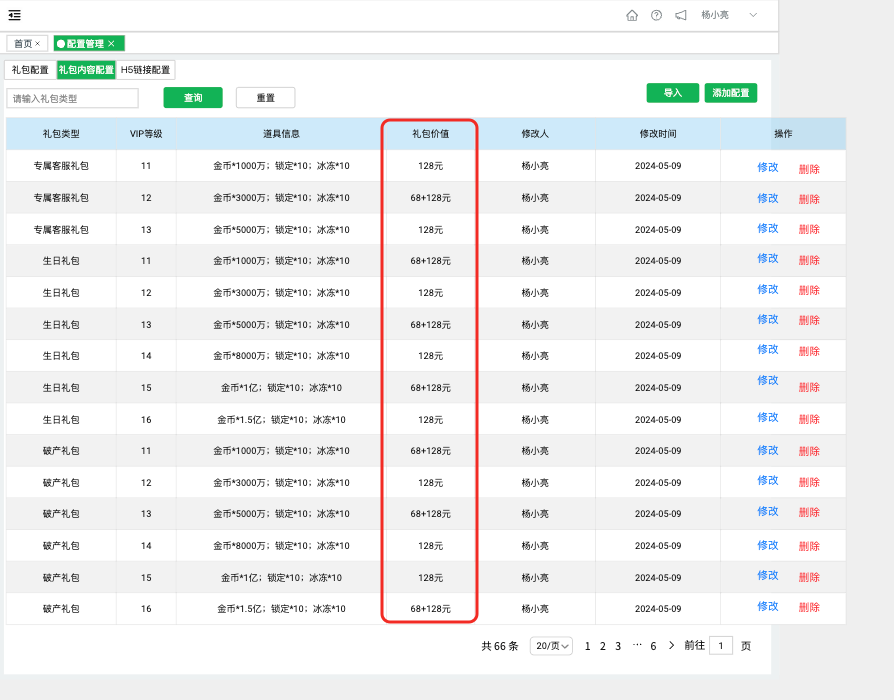 杨小亮
首页 ×
配置管理 ×
礼包配置 礼包内容配置 H5链接配置
请输入礼包类型 查询 重置 导入 添加配置
礼包类型 VIP等级 道具信息 礼包价值 修改人 修改时间 操作
专属客服礼包 11 金币*1000万；锁定*10；冰冻*10 128元 杨小亮 2024-05-09 修改 删除
专属客服礼包 12 金币*3000万；锁定*10；冰冻*10 68+128元 杨小亮 2024-05-09 修改 删除
专属客服礼包 13 金币*5000万；锁定*10；冰冻*10 128元 杨小亮 2024-05-09 修改 删除
生日礼包 11 金币*1000万；锁定*10；冰冻*10 68+128元 杨小亮 2024-05-09 修改 删除
生日礼包 12 金币*3000万；锁定*10；冰冻*10 128元 杨小亮 2024-05-09 修改 删除
生日礼包 13 金币*5000万；锁定*10；冰冻*10 68+128元 杨小亮 2024-05-09 修改 删除
生日礼包 14 金币*8000万；锁定*10；冰冻*10 128元 杨小亮 2024-05-09 修改 删除
生日礼包 15 金币*1亿；锁定*10；冰冻*10 68+128元 杨小亮 2024-05-09 修改 删除
生日礼包 16 金币*1.5亿；锁定*10；冰冻*10 128元 杨小亮 2024-05-09 修改 删除
破产礼包 11 金币*1000万；锁定*10；冰冻*10 68+128元 杨小亮 2024-05-09 修改 删除
破产礼包 12 金币*3000万；锁定*10；冰冻*10 128元 杨小亮 2024-05-09 修改 删除
破产礼包 13 金币*5000万；锁定*10；冰冻*10 68+128元 杨小亮 2024-05-09 修改 删除
破产礼包 14 金币*8000万；锁定*10；冰冻*10 128元 杨小亮 2024-05-09 修改 删除
破产礼包 15 金币*1亿；锁定*10；冰冻*10 128元 杨小亮 2024-05-09 修改 删除
破产礼包 16 金币*1.5亿；锁定*10；冰冻*10 68+128元 杨小亮 2024-05-09 修改 删除
共 66 条 20/页 1 2 3 ··· 6 > 前往 1 页